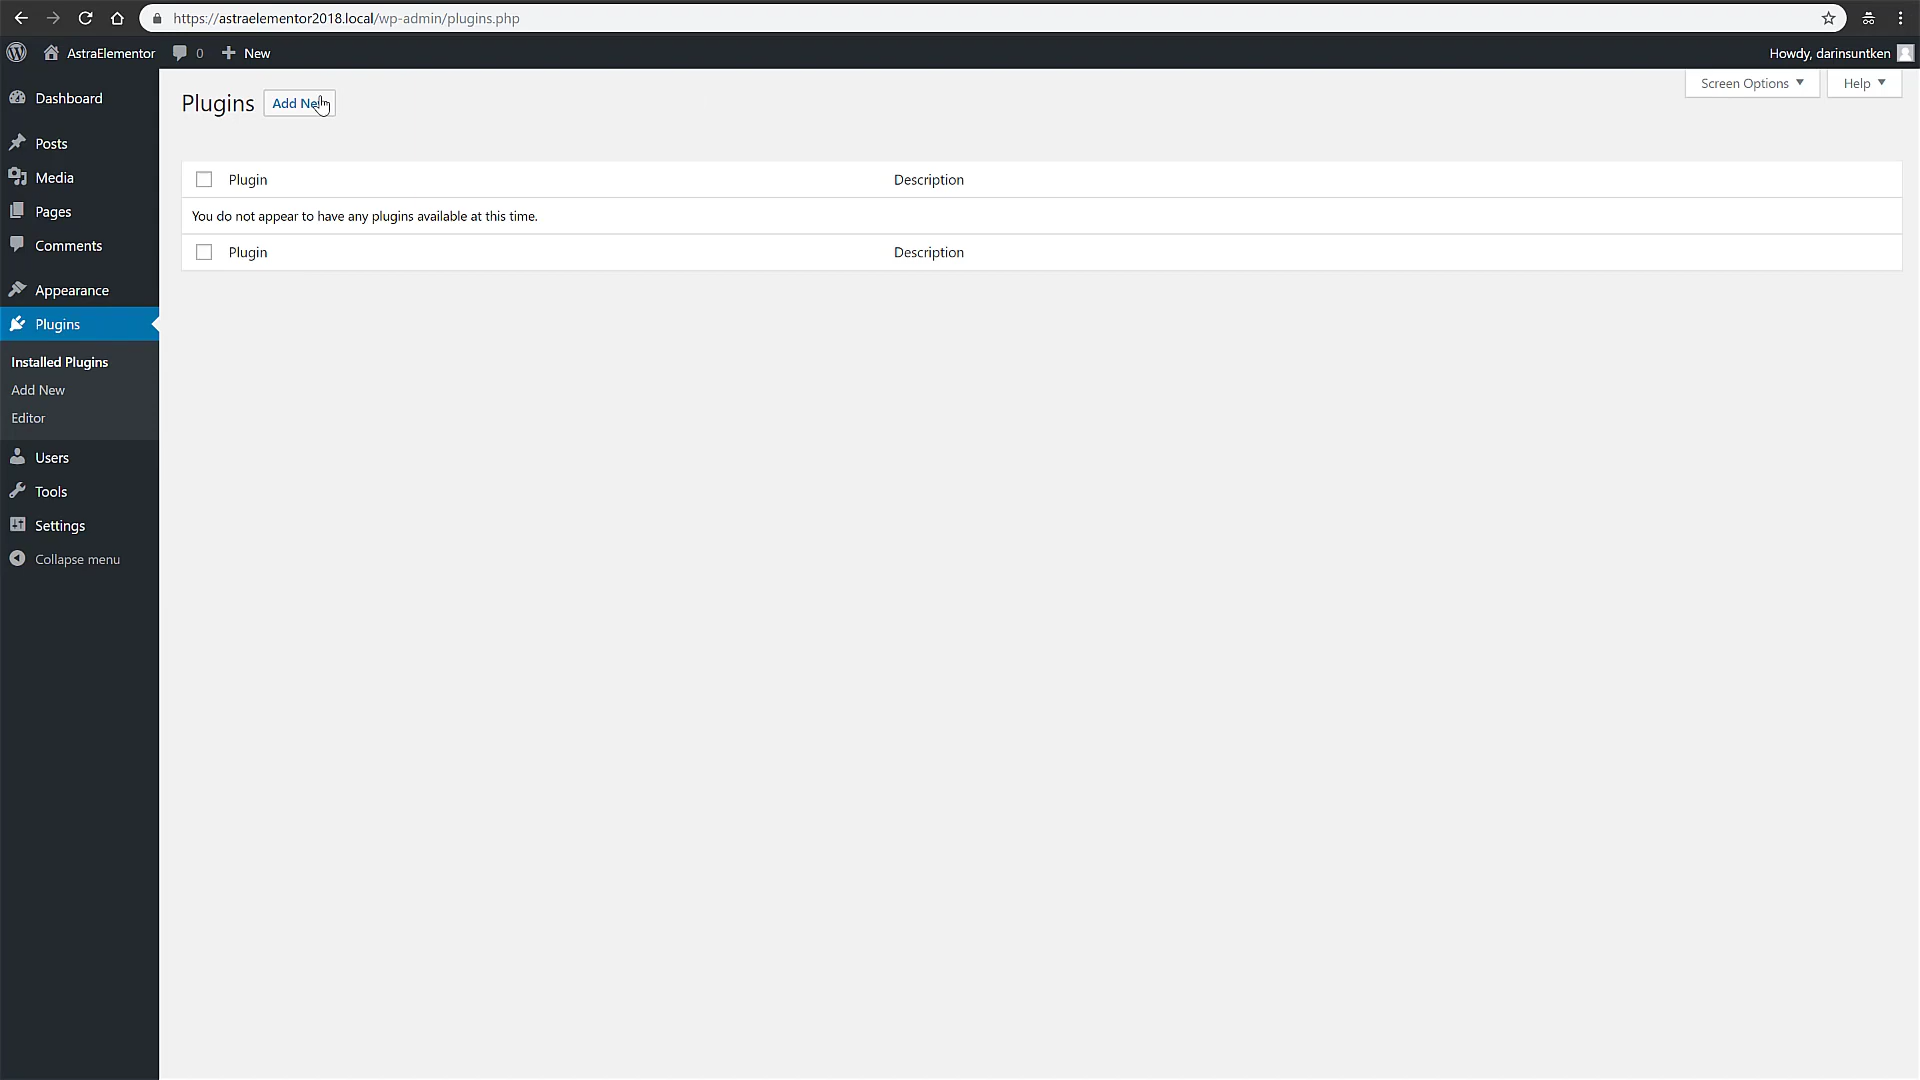 https://astraelementor2018.local/wp-admin/plugins.php
AstraElementor 0 New Howdy, darinsuntken
Screen Options Help
Plugins Add New
Dashboard
Posts
Media
Pages
Comments
Appearance
Plugins
Installed Plugins
Add New
Editor
Users
Tools
Settings
Collapse menu
Plugin Description
You do not appear to have any plugins available at this time.
Plugin Description